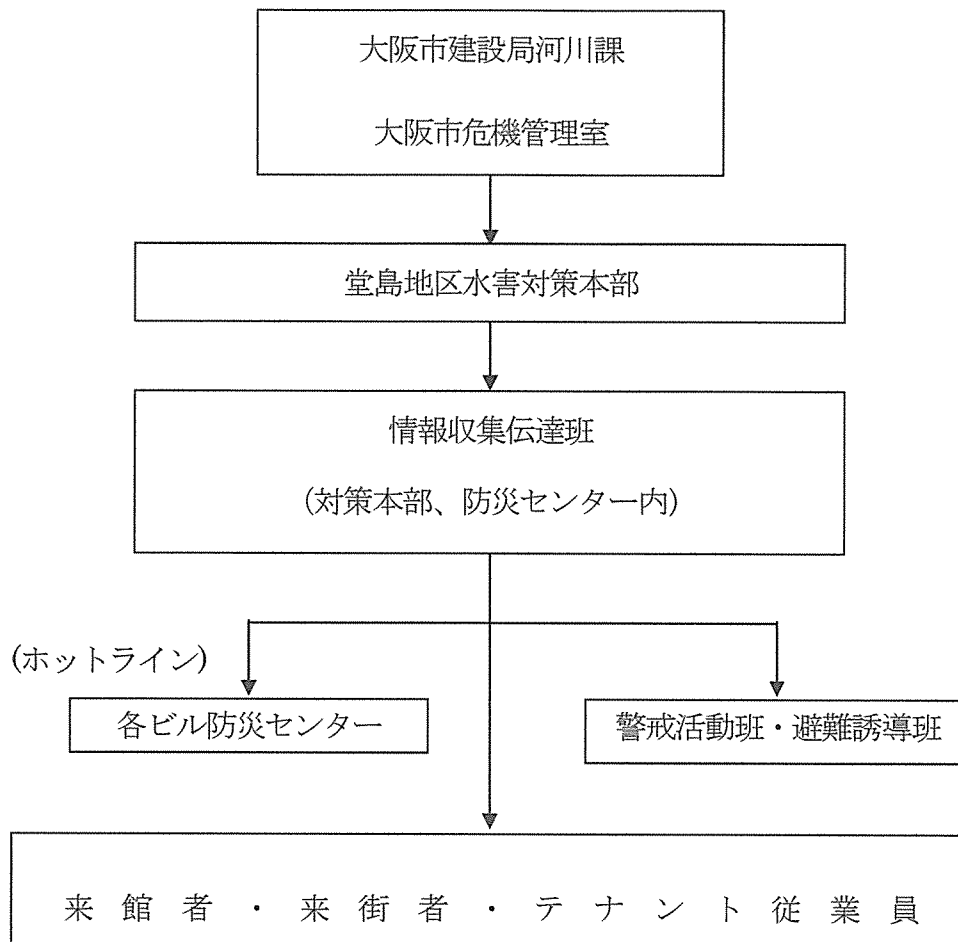 大阪市建設局河川課
大阪市危機管理室
堂島地区水害対策本部
情報収集伝達班
(対策本部、防災センター内)
(ホットライン)
各ビル防災センター
警戒活動班・避難誘導班
来館者・来街者・テナント従業員